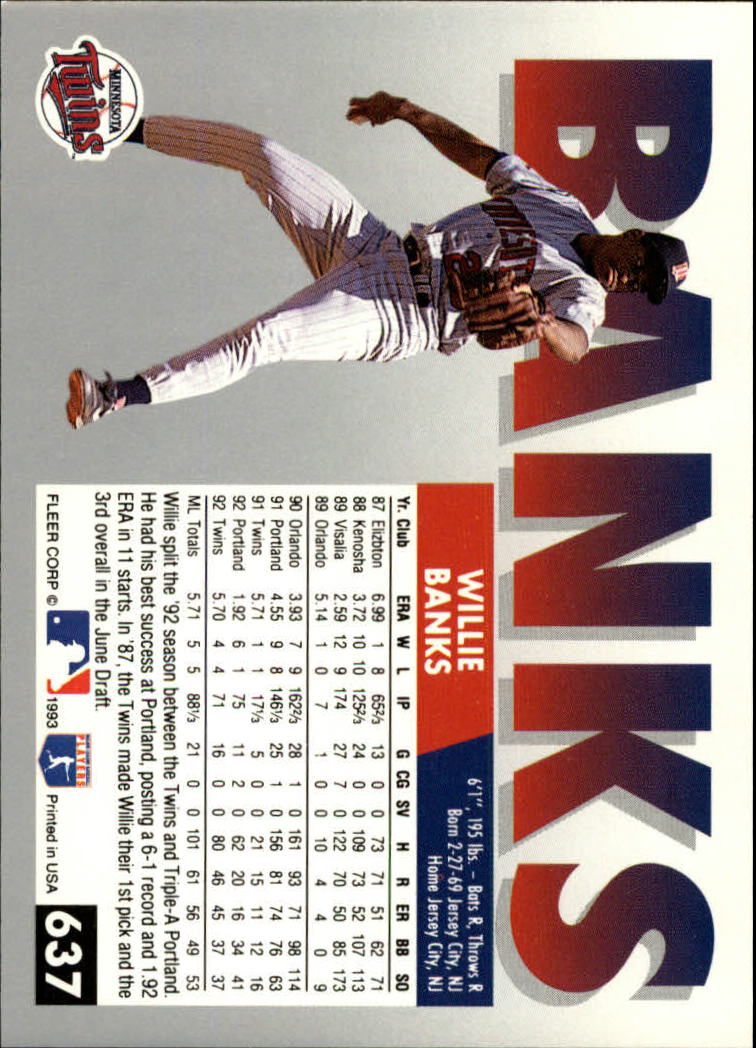 BANKS
MINNESOTA
Twins
WILLIE
BANKS
6'1", 195 lbs. – Bats R, Throws R
Born 2-27-69 Jersey City, NJ
Home Jersey City, NJ
Yr. Club ERA W L IP G CG SV H R ER BB SO
87 Elizbton 6.99 1 8 65⅔ 13 0 0 73 71 51 62 71
88 Kenosha 3.72 10 10 125⅔ 24 0 0 109 73 52 107 113
89 Visalia 2.59 12 9 174 27 7 0 122 70 50 85 173
89 Orlando 5.14 1 0 7 1 0 0 10 4 4 0 9
90 Orlando 3.93 7 9 162⅔ 28 1 0 161 93 71 98 114
91 Portland 4.55 9 8 146⅓ 25 1 0 156 81 74 76 63
91 Twins 5.71 1 1 17⅓ 5 0 0 21 15 11 12 16
92 Portland 1.92 6 1 75 11 2 0 62 20 16 34 41
92 Twins 5.70 4 4 71 16 0 0 80 46 45 37 37
ML Totals 5.71 5 5 88⅓ 21 0 0 101 61 56 49 53
Willie split the '92 season between the Twins and Triple-A Portland.
He had his best success at Portland, posting a 6-1 record and 1.92
ERA in 11 starts. In '87, the Twins made Willie their 1st pick and the
3rd overall in the June Draft.
FLEER CORP © 1993 PLAYERS Printed in USA
637